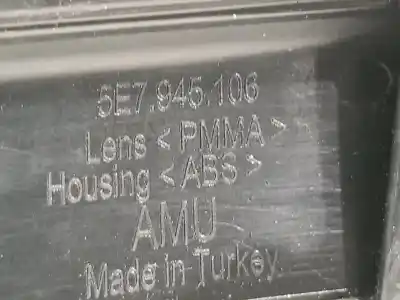 5E7.945.106
Lens <PMMA>
Housing <ABS>
AMU
Made in Turkey